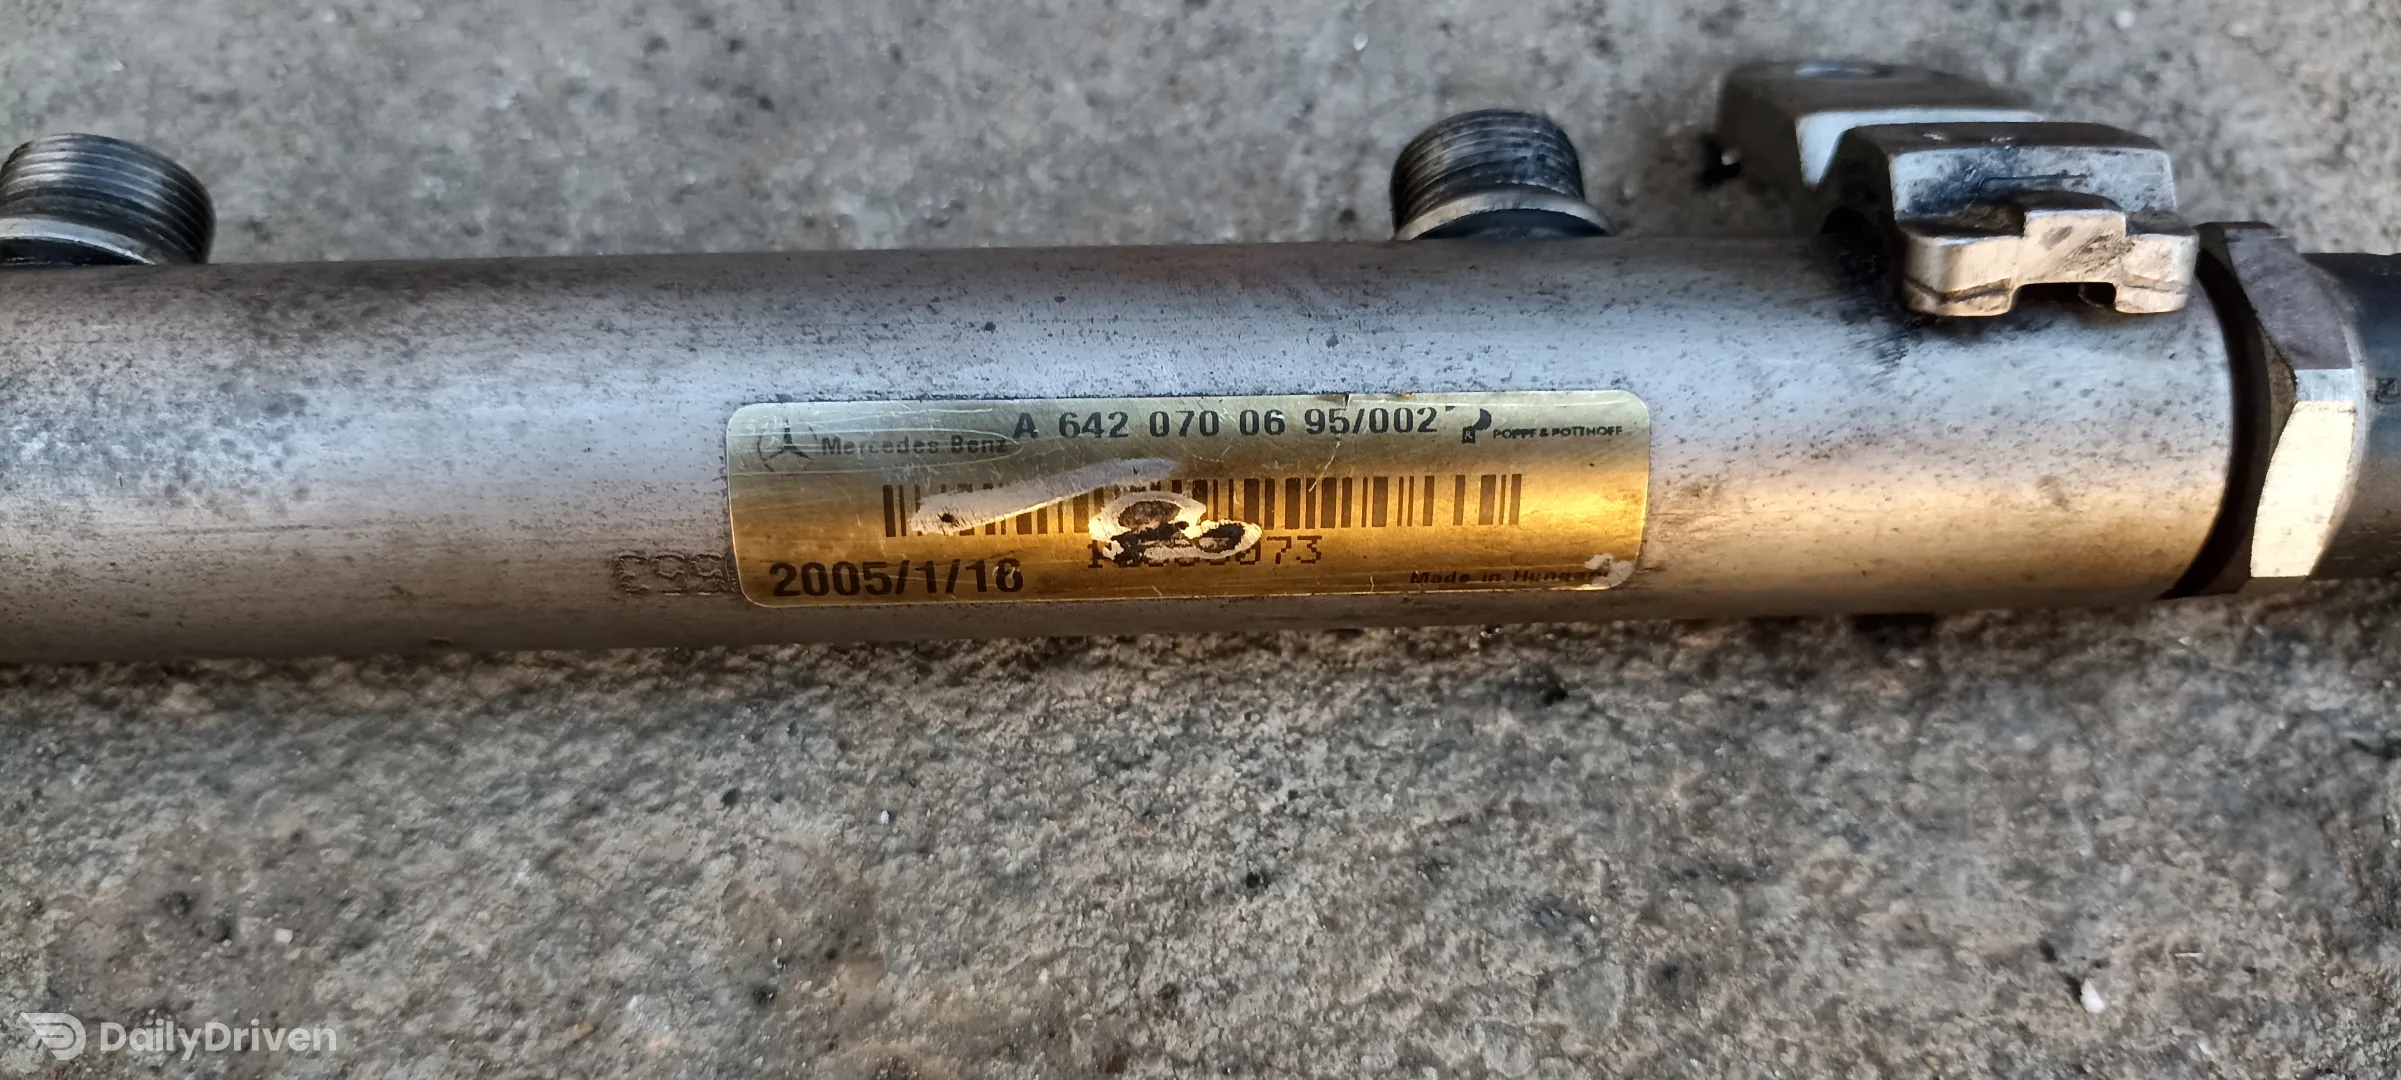 Mercedes Benz A 642 070 06 95/002 POPPE & POTTHOFF
2005/1/18 Made in Hungary
DailyDriven